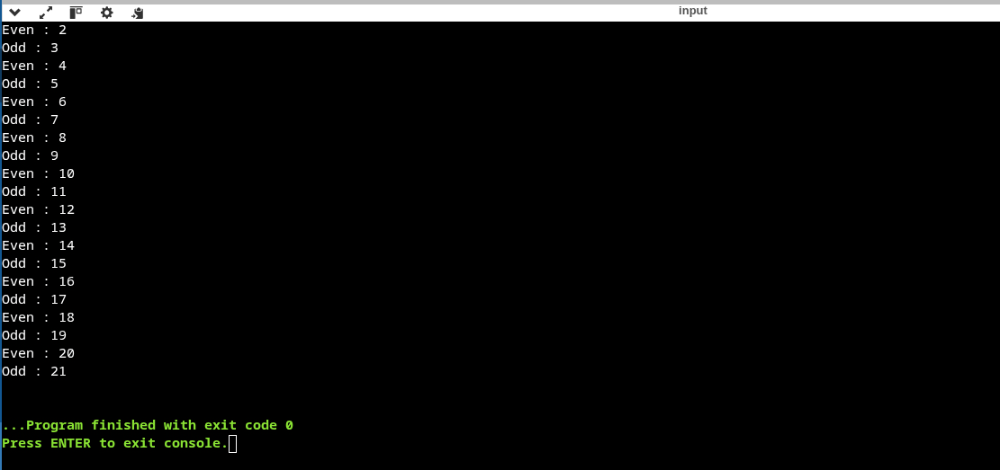 input
Even : 2
Odd : 3
Even : 4
Odd : 5
Even : 6
Odd : 7
Even : 8
Odd : 9
Even : 10
Odd : 11
Even : 12
Odd : 13
Even : 14
Odd : 15
Even : 16
Odd : 17
Even : 18
Odd : 19
Even : 20
Odd : 21
...Program finished with exit code 0
Press ENTER to exit console.